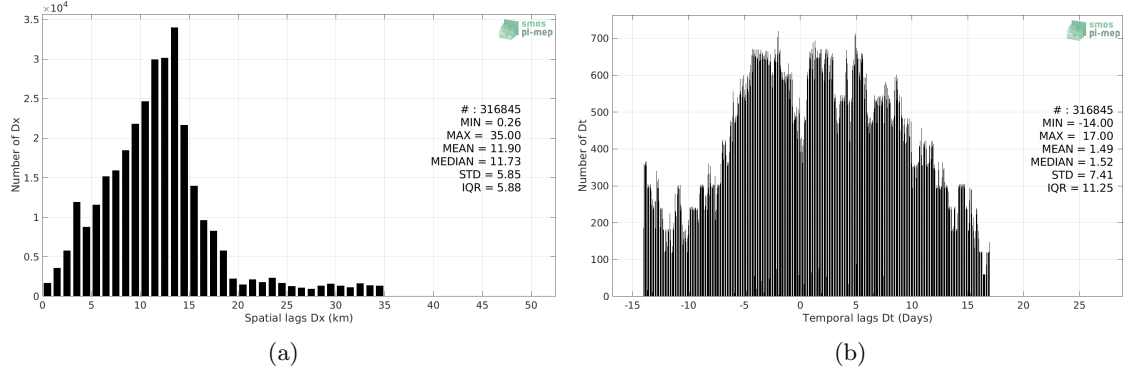 ×10⁴
3.5
3
2.5
2
1.5
1
0.5
0
Number of Dx
0 5 10 15 20 25 30 35 40 45 50
Spatial lags Dx (km)
smos
pi-mep
# : 316845
MIN = 0.26
MAX = 35.00
MEAN = 11.90
MEDIAN = 11.73
STD = 5.85
IQR = 5.88
(a)
700
600
500
400
300
200
100
0
Number of Dt
-15 -10 -5 0 5 10 15 20 25
Temporal lags Dt (Days)
smos
pi-mep
# : 316845
MIN = -14.00
MAX = 17.00
MEAN = 1.49
MEDIAN = 1.52
STD = 7.41
IQR = 11.25
(b)